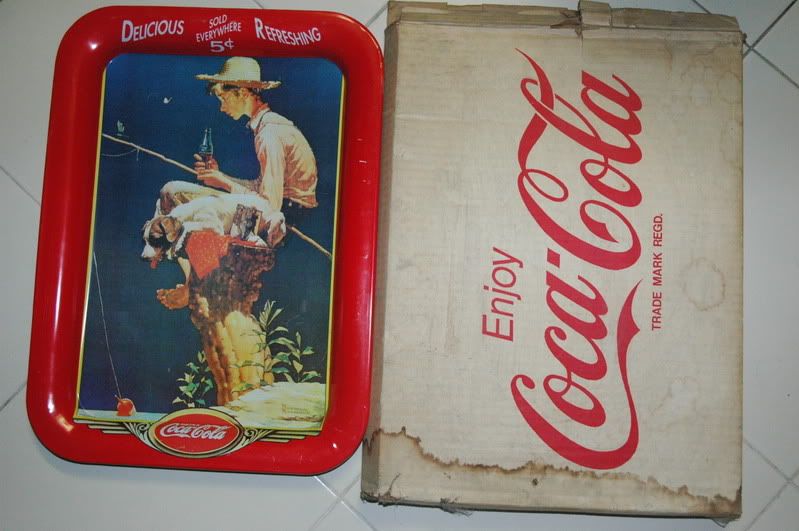 DELICIOUS
SOLD
EVERYWHERE
5¢
REFRESHING
Coca-Cola
Enjoy
Coca-Cola
TRADE MARK REGD.